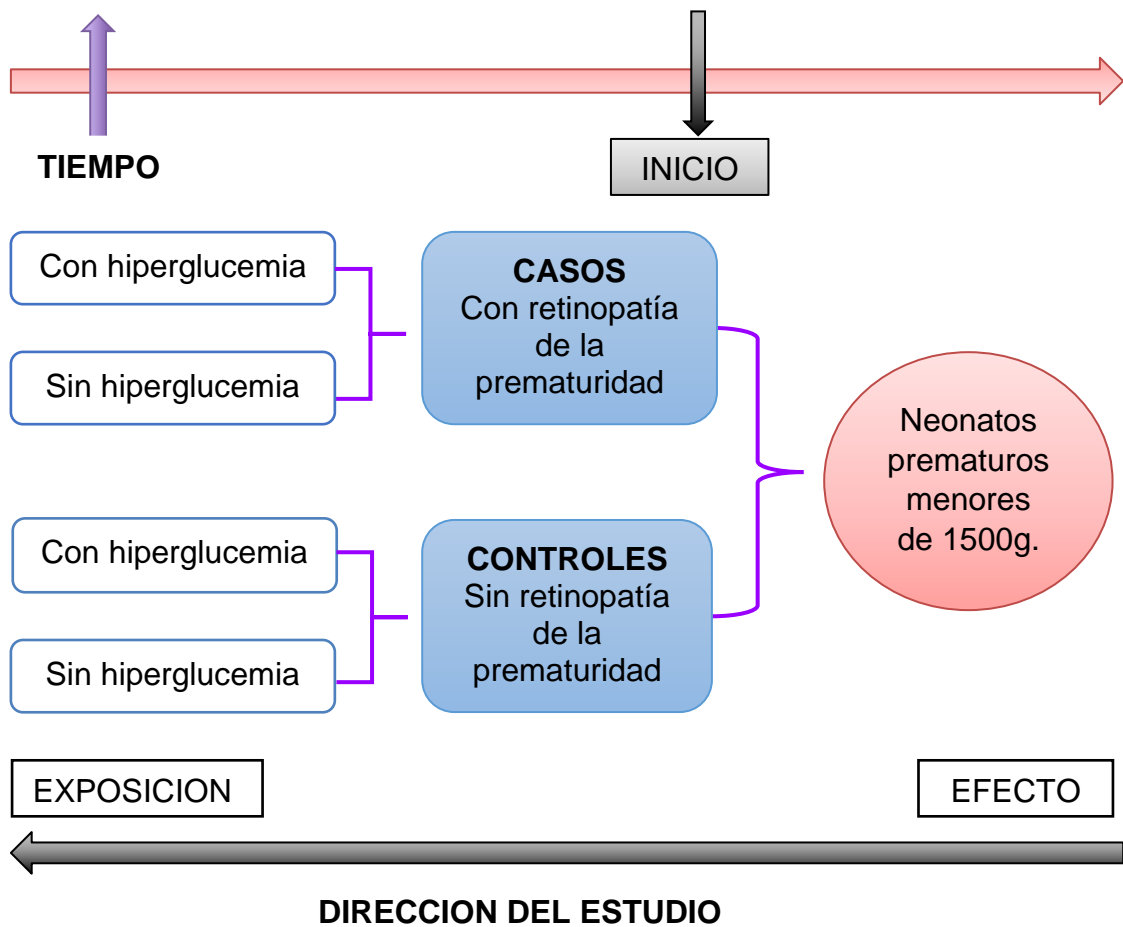 TIEMPO
INICIO
Con hiperglucemia
Sin hiperglucemia
CASOS
Con retinopatía
de la
prematuridad
Con hiperglucemia
Sin hiperglucemia
CONTROLES
Sin retinopatía
de la
prematuridad
Neonatos
prematuros
menores
de 1500g.
EXPOSICION
EFECTO
DIRECCION DEL ESTUDIO